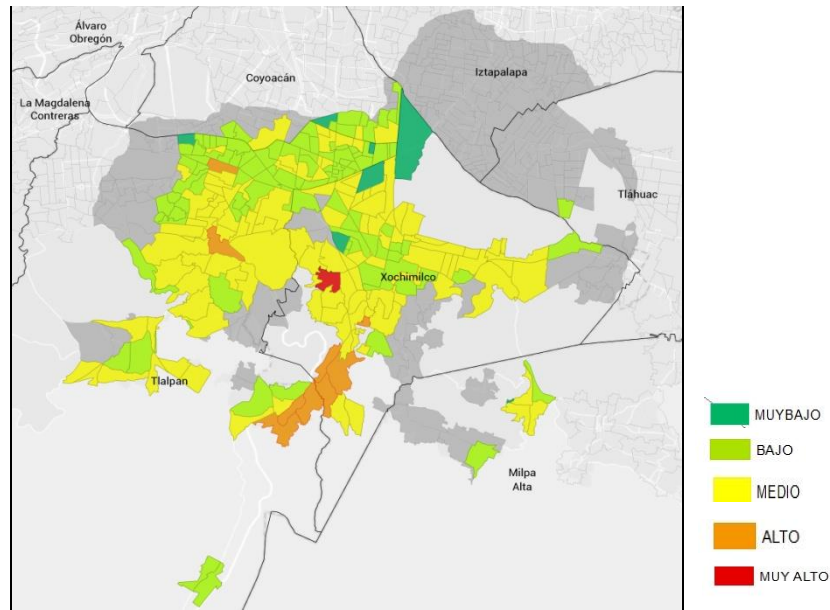 Álvaro
Obregón
Coyoacán
Iztapalapa
La Magdalena
Contreras
Tláhuac
Xochimilco
Tlalpan
Milpa
Alta
MUYBAJO
BAJO
MEDIO
ALTO
MUY ALTO